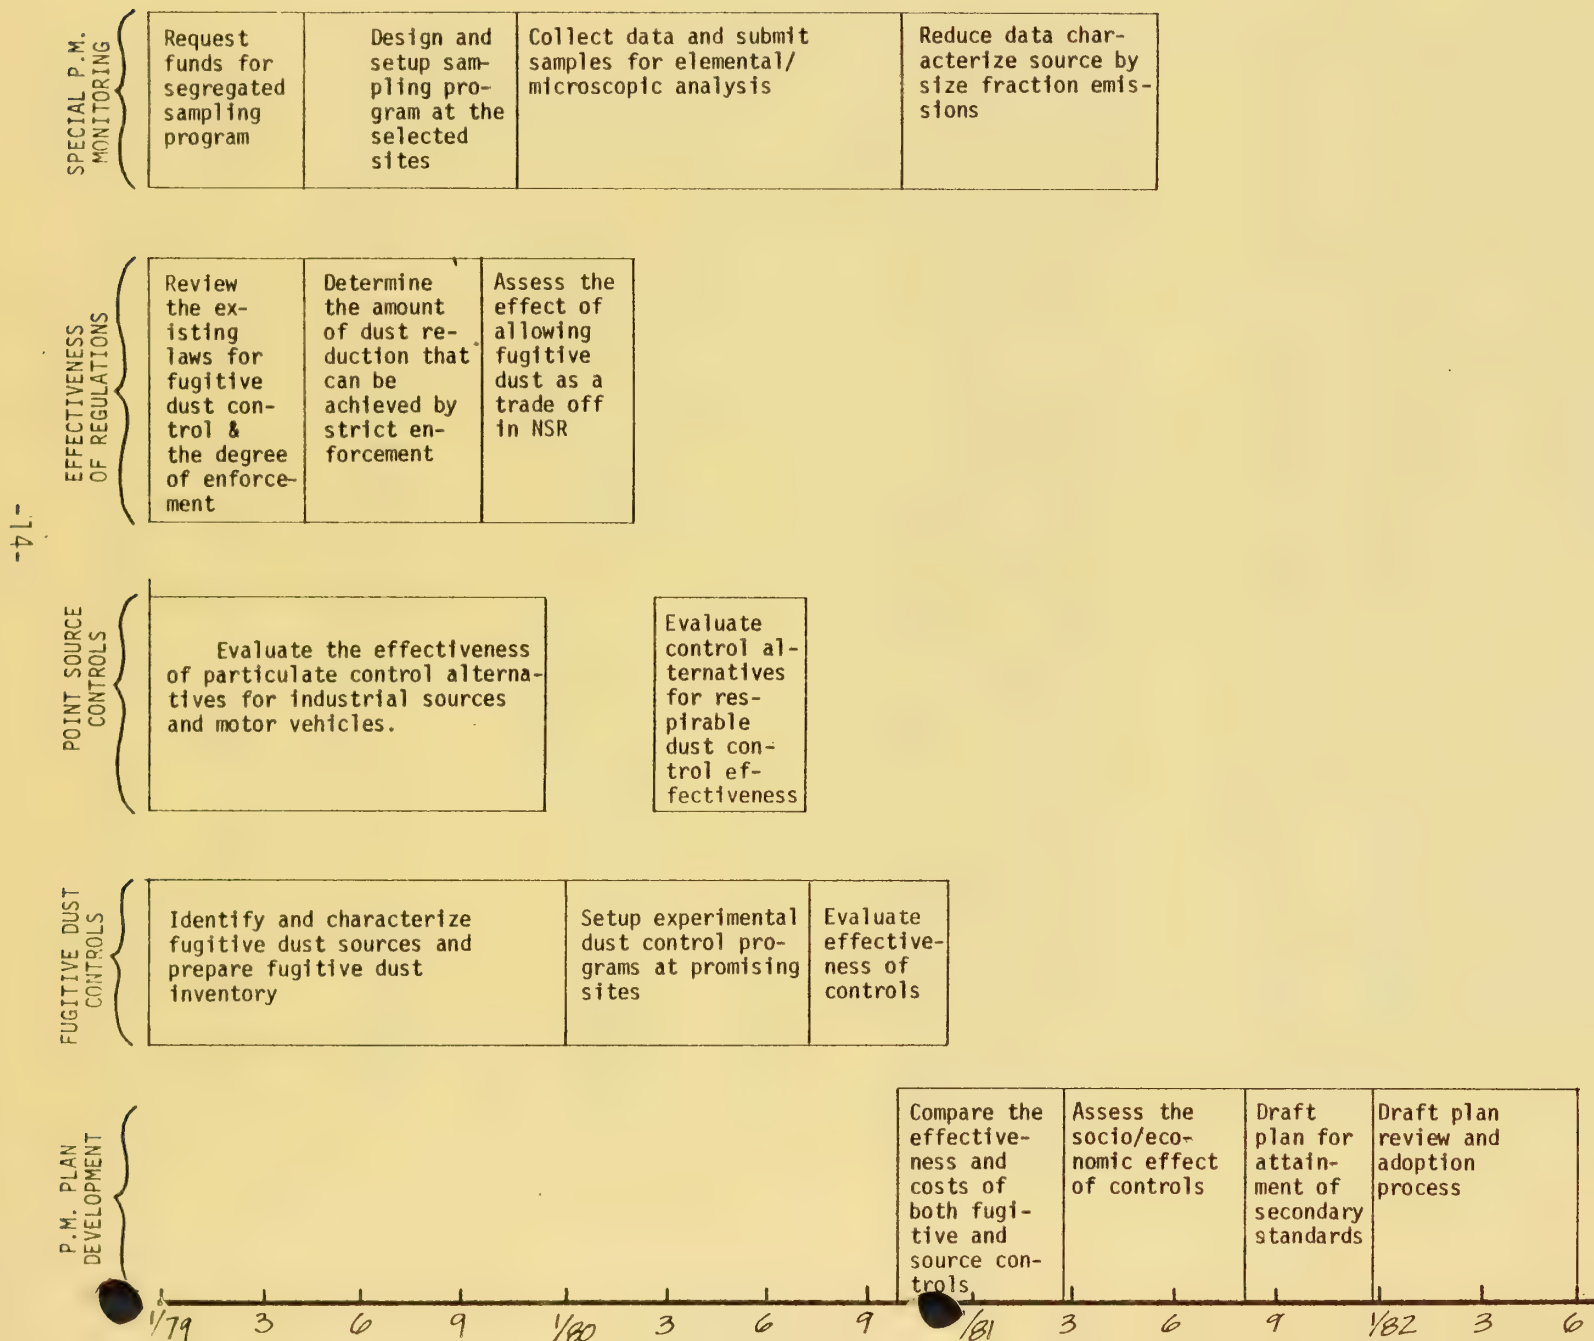 SPECIAL P.M.
MONITORING
Request
funds for
segregated
sampling
program
Design and
setup sam-
pling pro-
gram at the
selected
sites
Collect data and submit
samples for elemental/
microscopic analysis
Reduce data char-
acterize source by
size fraction emis-
sions
EFFECTIVENESS
OF REGULATIONS
Review
the ex-
isting
laws for
fugitive
dust con-
trol &
the degree
of enforce-
ment
Determine
the amount
of dust re-
duction that
can be
achieved by
strict en-
forcement
Assess the
effect of
allowing
fugitive
dust as a
trade off
in NSR
-14-
POINT SOURCE
CONTROLS
Evaluate the effectiveness
of particulate control alterna-
tives for industrial sources
and motor vehicles.
Evaluate
control al-
ternatives
for res-
pirable
dust con-
trol ef-
fectiveness
FUGITIVE DUST
CONTROLS
Identify and characterize
fugitive dust sources and
prepare fugitive dust
inventory
Setup experimental
dust control pro-
grams at promising
sites
Evaluate
effective-
ness of
controls
P.M. PLAN
DEVELOPMENT
Compare the
effective-
ness and
costs of
both fugi-
tive and
source con-
trols
Assess the
socio/eco-
nomic effect
of controls
Draft
plan for
attain-
ment of
secondary
standards
Draft plan
review and
adoption
process
1/79 3 6 9 1/80 3 6 9 1/81 3 6 9 1/82 3 6